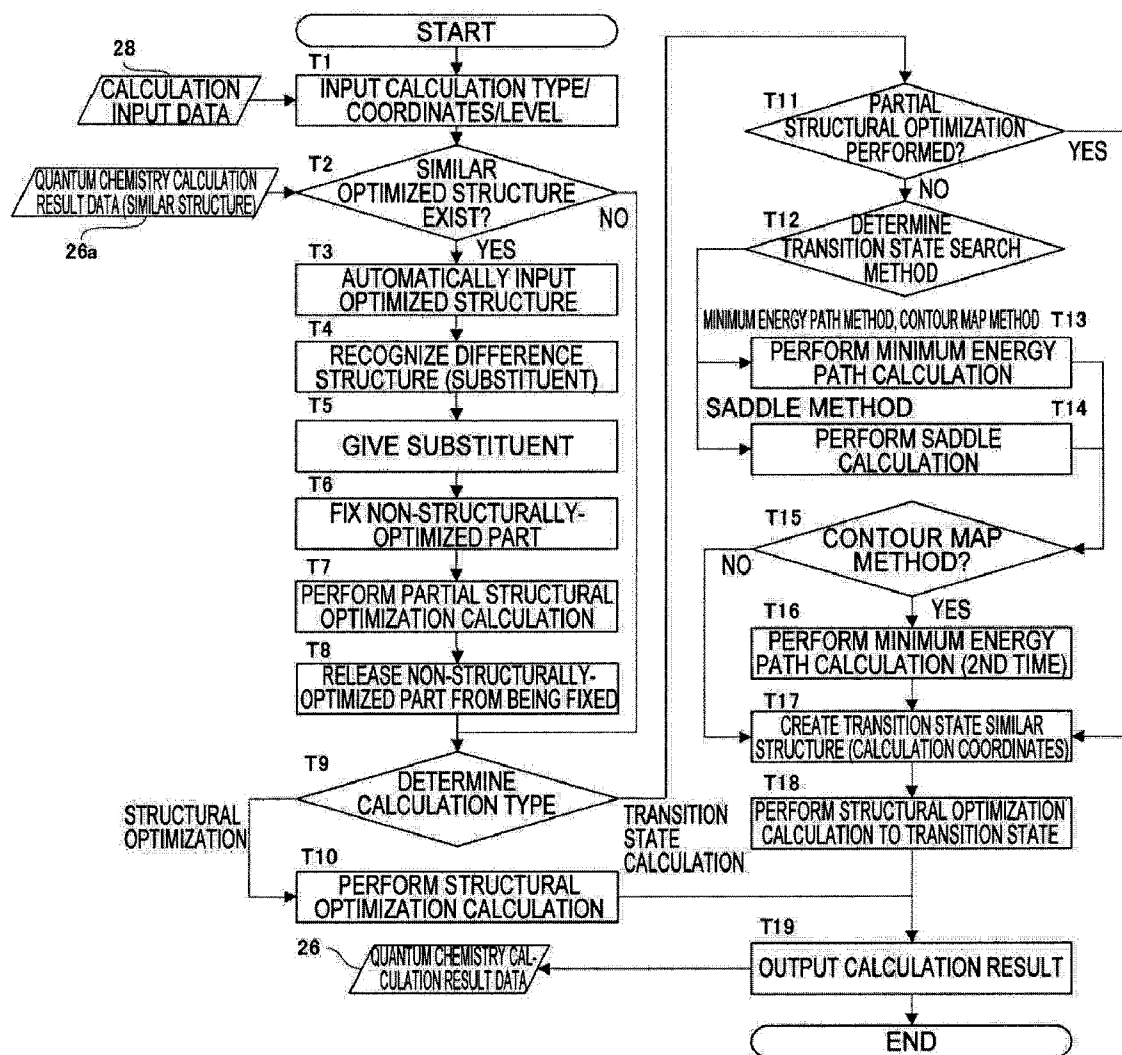 START
28
CALCULATION
INPUT DATA
T1
INPUT CALCULATION TYPE/
COORDINATES/LEVEL
QUANTUM CHEMISTRY CALCULATION
RESULT DATA (SIMILAR STRUCTURE)
26a
T2
SIMILAR
OPTIMIZED STRUCTURE
EXIST?
NO
YES
T3
AUTOMATICALLY INPUT
OPTIMIZED STRUCTURE
T4
RECOGNIZE DIFFERENCE
STRUCTURE (SUBSTITUENT)
T5
GIVE SUBSTITUENT
T6
FIX NON-STRUCTURALLY-
OPTIMIZED PART
T7
PERFORM PARTIAL STRUCTURAL
OPTIMIZATION CALCULATION
T8
RELEASE NON-STRUCTURALLY-
OPTIMIZED PART FROM BEING FIXED
T9
DETERMINE
CALCULATION TYPE
STRUCTURAL
OPTIMIZATION
TRANSITION
STATE
CALCULATION
T10
PERFORM STRUCTURAL
OPTIMIZATION CALCULATION
T11
PARTIAL
STRUCTURAL OPTIMIZATION
PERFORMED?
YES
NO
T12
DETERMINE
TRANSITION STATE SEARCH
METHOD
MINIMUM ENERGY PATH METHOD, CONTOUR MAP METHOD T13
PERFORM MINIMUM ENERGY
PATH CALCULATION
SADDLE METHOD T14
PERFORM SADDLE
CALCULATION
T15
CONTOUR MAP
METHOD?
NO
YES
T16
PERFORM MINIMUM ENERGY
PATH CALCULATION (2ND TIME)
T17
CREATE TRANSITION STATE SIMILAR
STRUCTURE (CALCULATION COORDINATES)
T18
PERFORM STRUCTURAL OPTIMIZATION
CALCULATION TO TRANSITION STATE
T19
OUTPUT CALCULATION RESULT
26
QUANTUM CHEMISTRY CAL-
CULATION RESULT DATA
END